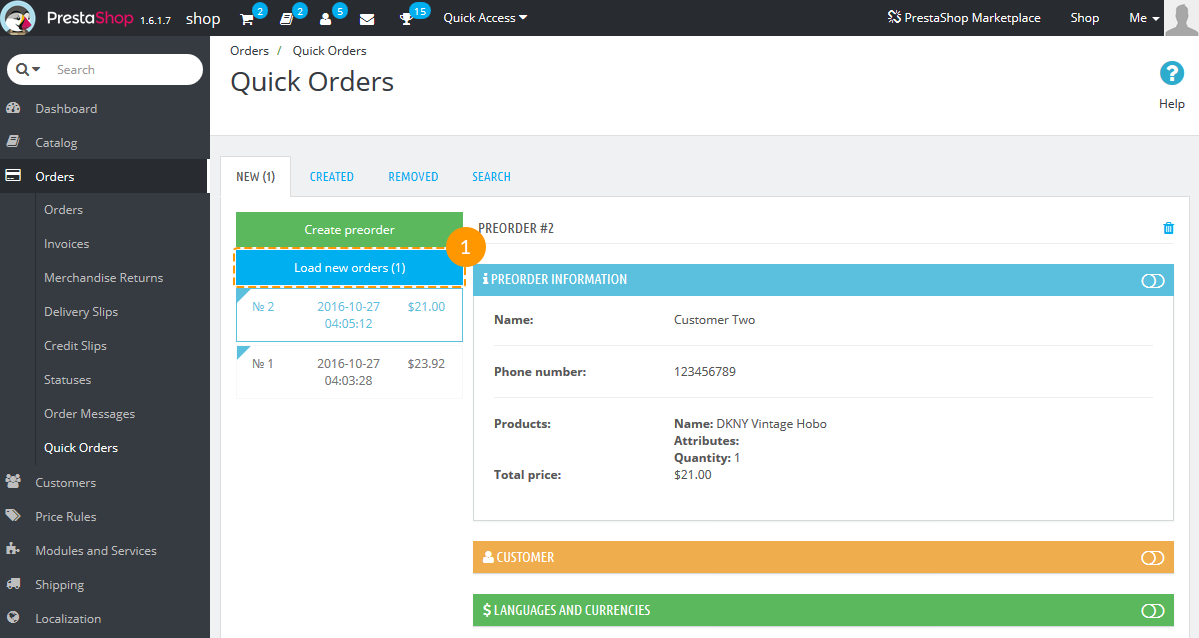 PrestaShop 1.6.1.7 shop 2 2 5 15 Quick Access PrestaShop Marketplace Shop Me
Search
Dashboard
Catalog
Orders
Orders
Invoices
Merchandise Returns
Delivery Slips
Credit Slips
Statuses
Order Messages
Quick Orders
Customers
Price Rules
Modules and Services
Shipping
Localization
Orders / Quick Orders
Quick Orders
? Help
NEW (1) CREATED REMOVED SEARCH
Create preorder
Load new orders (1)
1
№ 2 2016-10-27 $21.00
04:05:12
№ 1 2016-10-27 $23.92
04:03:28
PREORDER #2
PREORDER INFORMATION
Name: Customer Two
Phone number: 123456789
Products: Name: DKNY Vintage Hobo
Attributes:
Quantity: 1
Total price: $21.00
CUSTOMER
$ LANGUAGES AND CURRENCIES